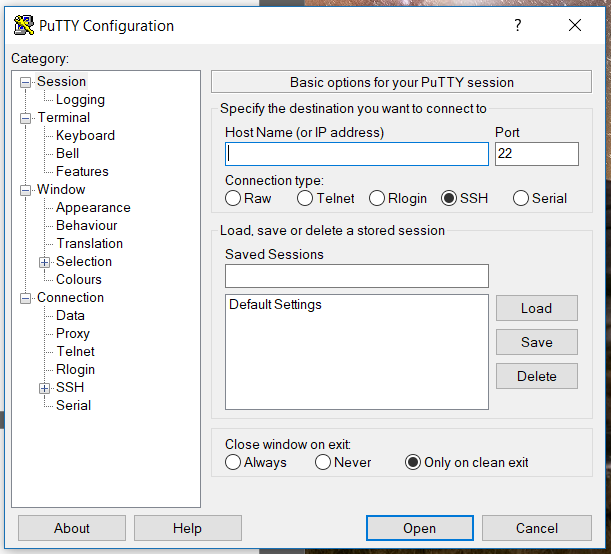 PuTTY Configuration
?
Category:
Session
Logging
Terminal
Keyboard
Bell
Features
Window
Appearance
Behaviour
Translation
Selection
Colours
Connection
Data
Proxy
Telnet
Rlogin
SSH
Serial
Basic options for your PuTTY session
Specify the destination you want to connect to
Host Name (or IP address) Port
22
Connection type:
Raw Telnet Rlogin SSH Serial
Load, save or delete a stored session
Saved Sessions
Default Settings
Load
Save
Delete
Close window on exit:
Always Never Only on clean exit
About Help Open Cancel